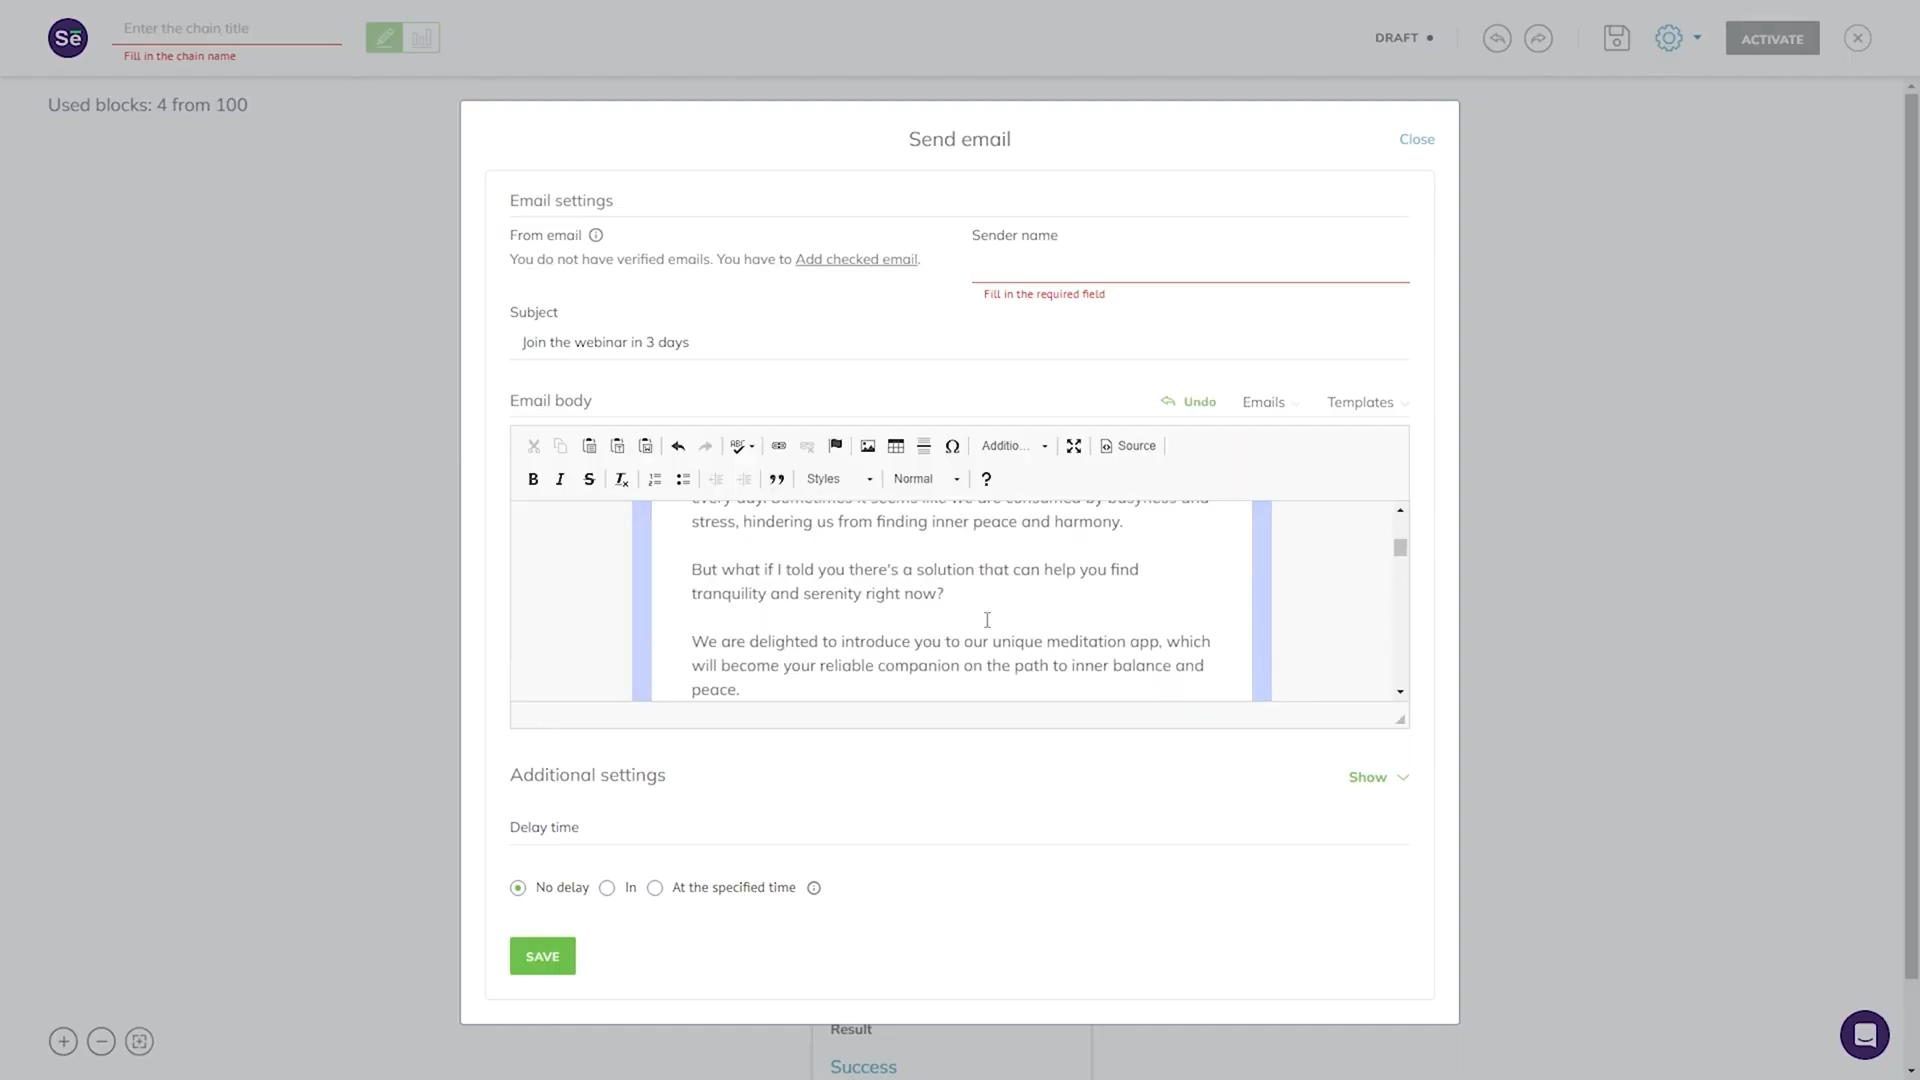 Sē
Enter the chain title
Fill in the chain name
DRAFT
ACTIVATE
Used blocks: 4 from 100
Send email
Close
Email settings
From email
Sender name
You do not have verified emails. You have to Add checked email.
Fill in the required field
Subject
Join the webinar in 3 days
Email body
Undo
Emails
Templates
ABC
Ω
Additio...
Source
B I S Tx
Styles
Normal
?
every day. Sometimes it seems like we are consumed by busyness and
stress, hindering us from finding inner peace and harmony.
But what if I told you there's a solution that can help you find
tranquility and serenity right now?
We are delighted to introduce you to our unique meditation app, which
will become your reliable companion on the path to inner balance and
peace.
Additional settings
Show
Delay time
No delay
In
At the specified time
SAVE
Result
Success